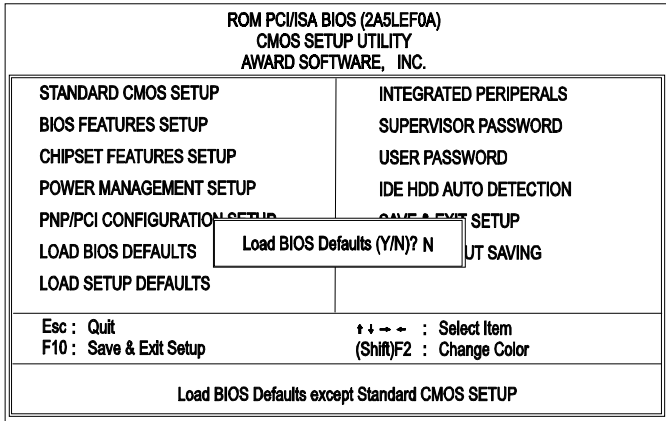 ROM PCI/ISA BIOS (2A5LEF0A)
CMOS SETUP UTILITY
AWARD SOFTWARE, INC.
STANDARD CMOS SETUP
BIOS FEATURES SETUP
CHIPSET FEATURES SETUP
POWER MANAGEMENT SETUP
PNP/PCI CONFIGURATION SETUP
LOAD BIOS DEFAULTS
LOAD SETUP DEFAULTS
INTEGRATED PERIPERALS
SUPERVISOR PASSWORD
USER PASSWORD
IDE HDD AUTO DETECTION
SAVE & EXIT SETUP
UT SAVING
Load BIOS Defaults (Y/N)? N
Esc : Quit
F10 : Save & Exit Setup
↑ ↓ → ← : Select Item
(Shift)F2 : Change Color
Load BIOS Defaults except Standard CMOS SETUP